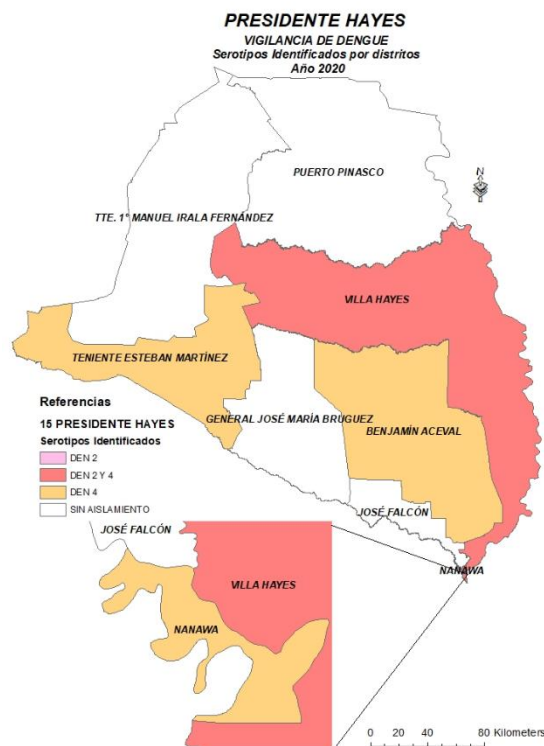 PRESIDENTE HAYES
VIGILANCIA DE DENGUE
Serotipos Identificados por distritos
Año 2020
PUERTO PINASCO
N
TTE. 1° MANUEL IRALA FERNÁNDEZ
VILLA HAYES
TENIENTE ESTEBAN MARTÍNEZ
Referencias
15 PRESIDENTE HAYES
Serotipos Identificados
DEN 2
DEN 2 Y 4
DEN 4
SIN AISLAMIENTO
GENERAL JOSÉ MARÍA BRUGUEZ
BENJAMÍN ACEVAL
JOSÉ FALCÓN
JOSÉ FALCÓN
NANAWA
VILLA HAYES
NANAWA
0 20 40 80 Kilometers